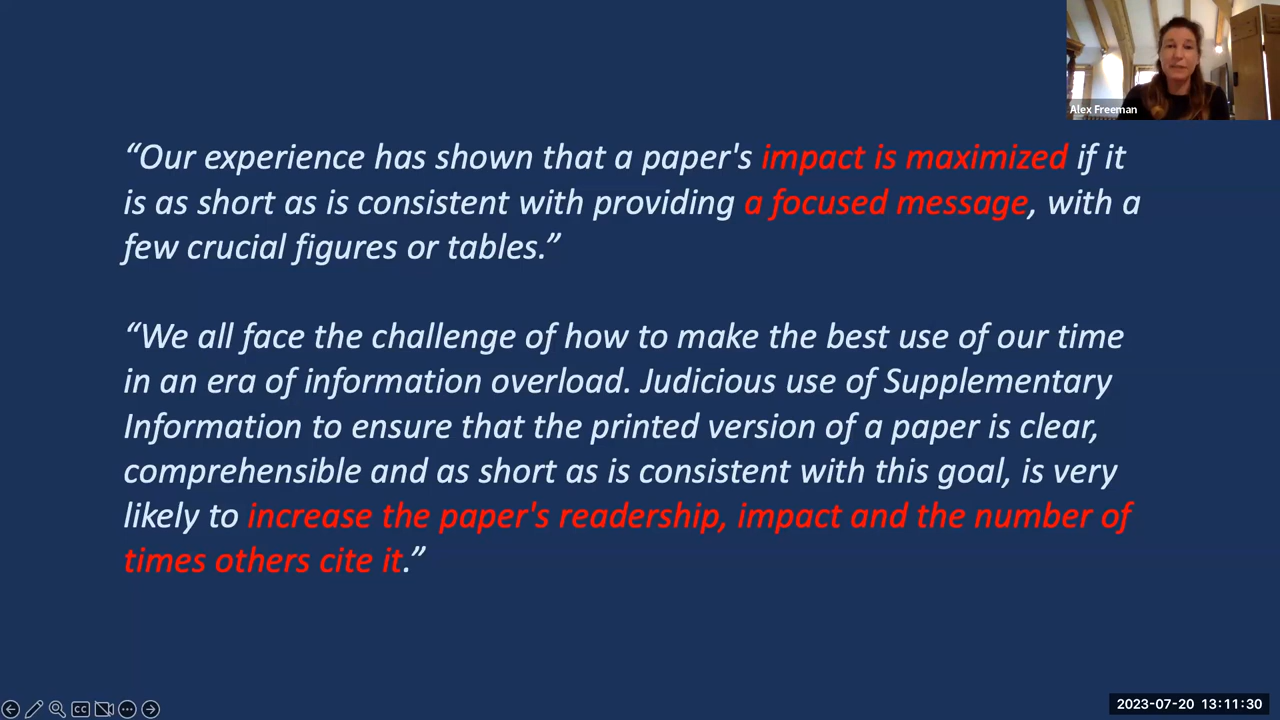 Alex Freeman
“Our experience has shown that a paper's impact is maximized if it
is as short as is consistent with providing a focused message, with a
few crucial figures or tables.”
“We all face the challenge of how to make the best use of our time
in an era of information overload. Judicious use of Supplementary
Information to ensure that the printed version of a paper is clear,
comprehensible and as short as is consistent with this goal, is very
likely to increase the paper's readership, impact and the number of
times others cite it.”
CC
2023-07-20 13:11:30